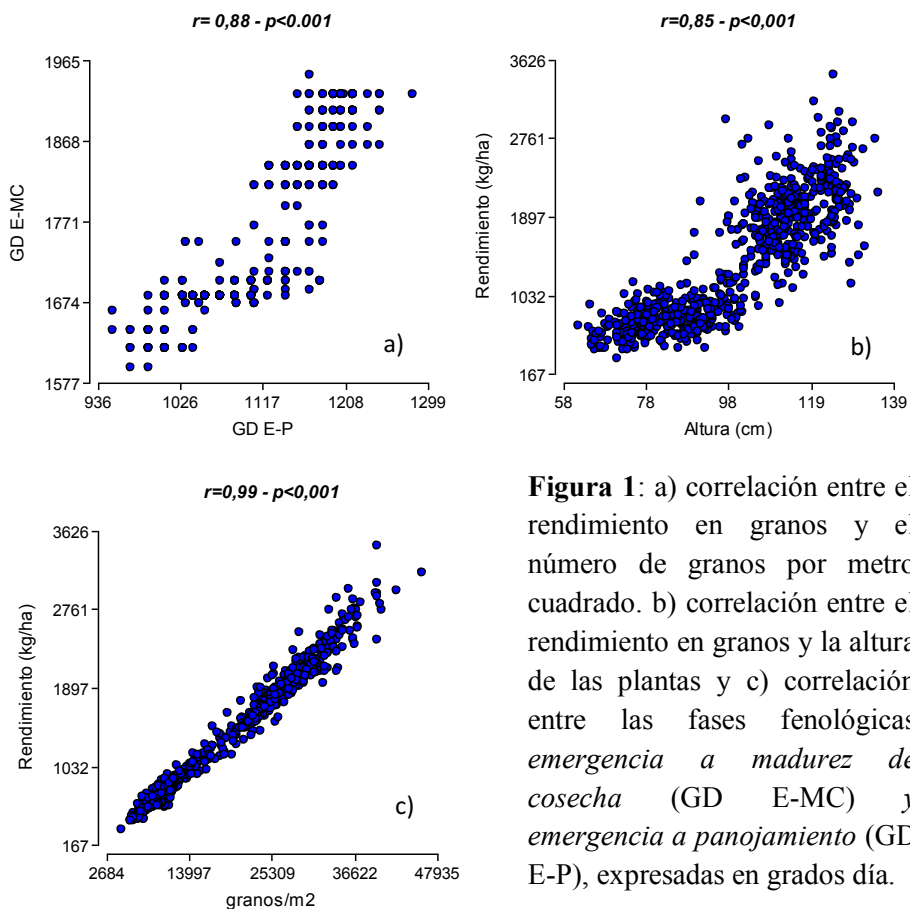 r= 0,88 - p<0.001
1965
1868
1771
1674
1577
GD E-MC
a)
936 1026 1117 1208 1299
GD E-P
r=0,85 - p<0,001
3626
2761
1897
1032
167
Rendimiento (kg/ha)
b)
58 78 98 119 139
Altura (cm)
r=0,99 - p<0,001
3626
2761
1897
1032
167
Rendimiento (kg/ha)
c)
2684 13997 25309 36622 47935
granos/m2
Figura 1: a) correlación entre el
rendimiento en granos y el
número de granos por metro
cuadrado. b) correlación entre el
rendimiento en granos y la altura
de las plantas y c) correlación
entre las fases fenológicas
emergencia a madurez de
cosecha (GD E-MC) y
emergencia a panojamiento (GD
E-P), expresadas en grados día.